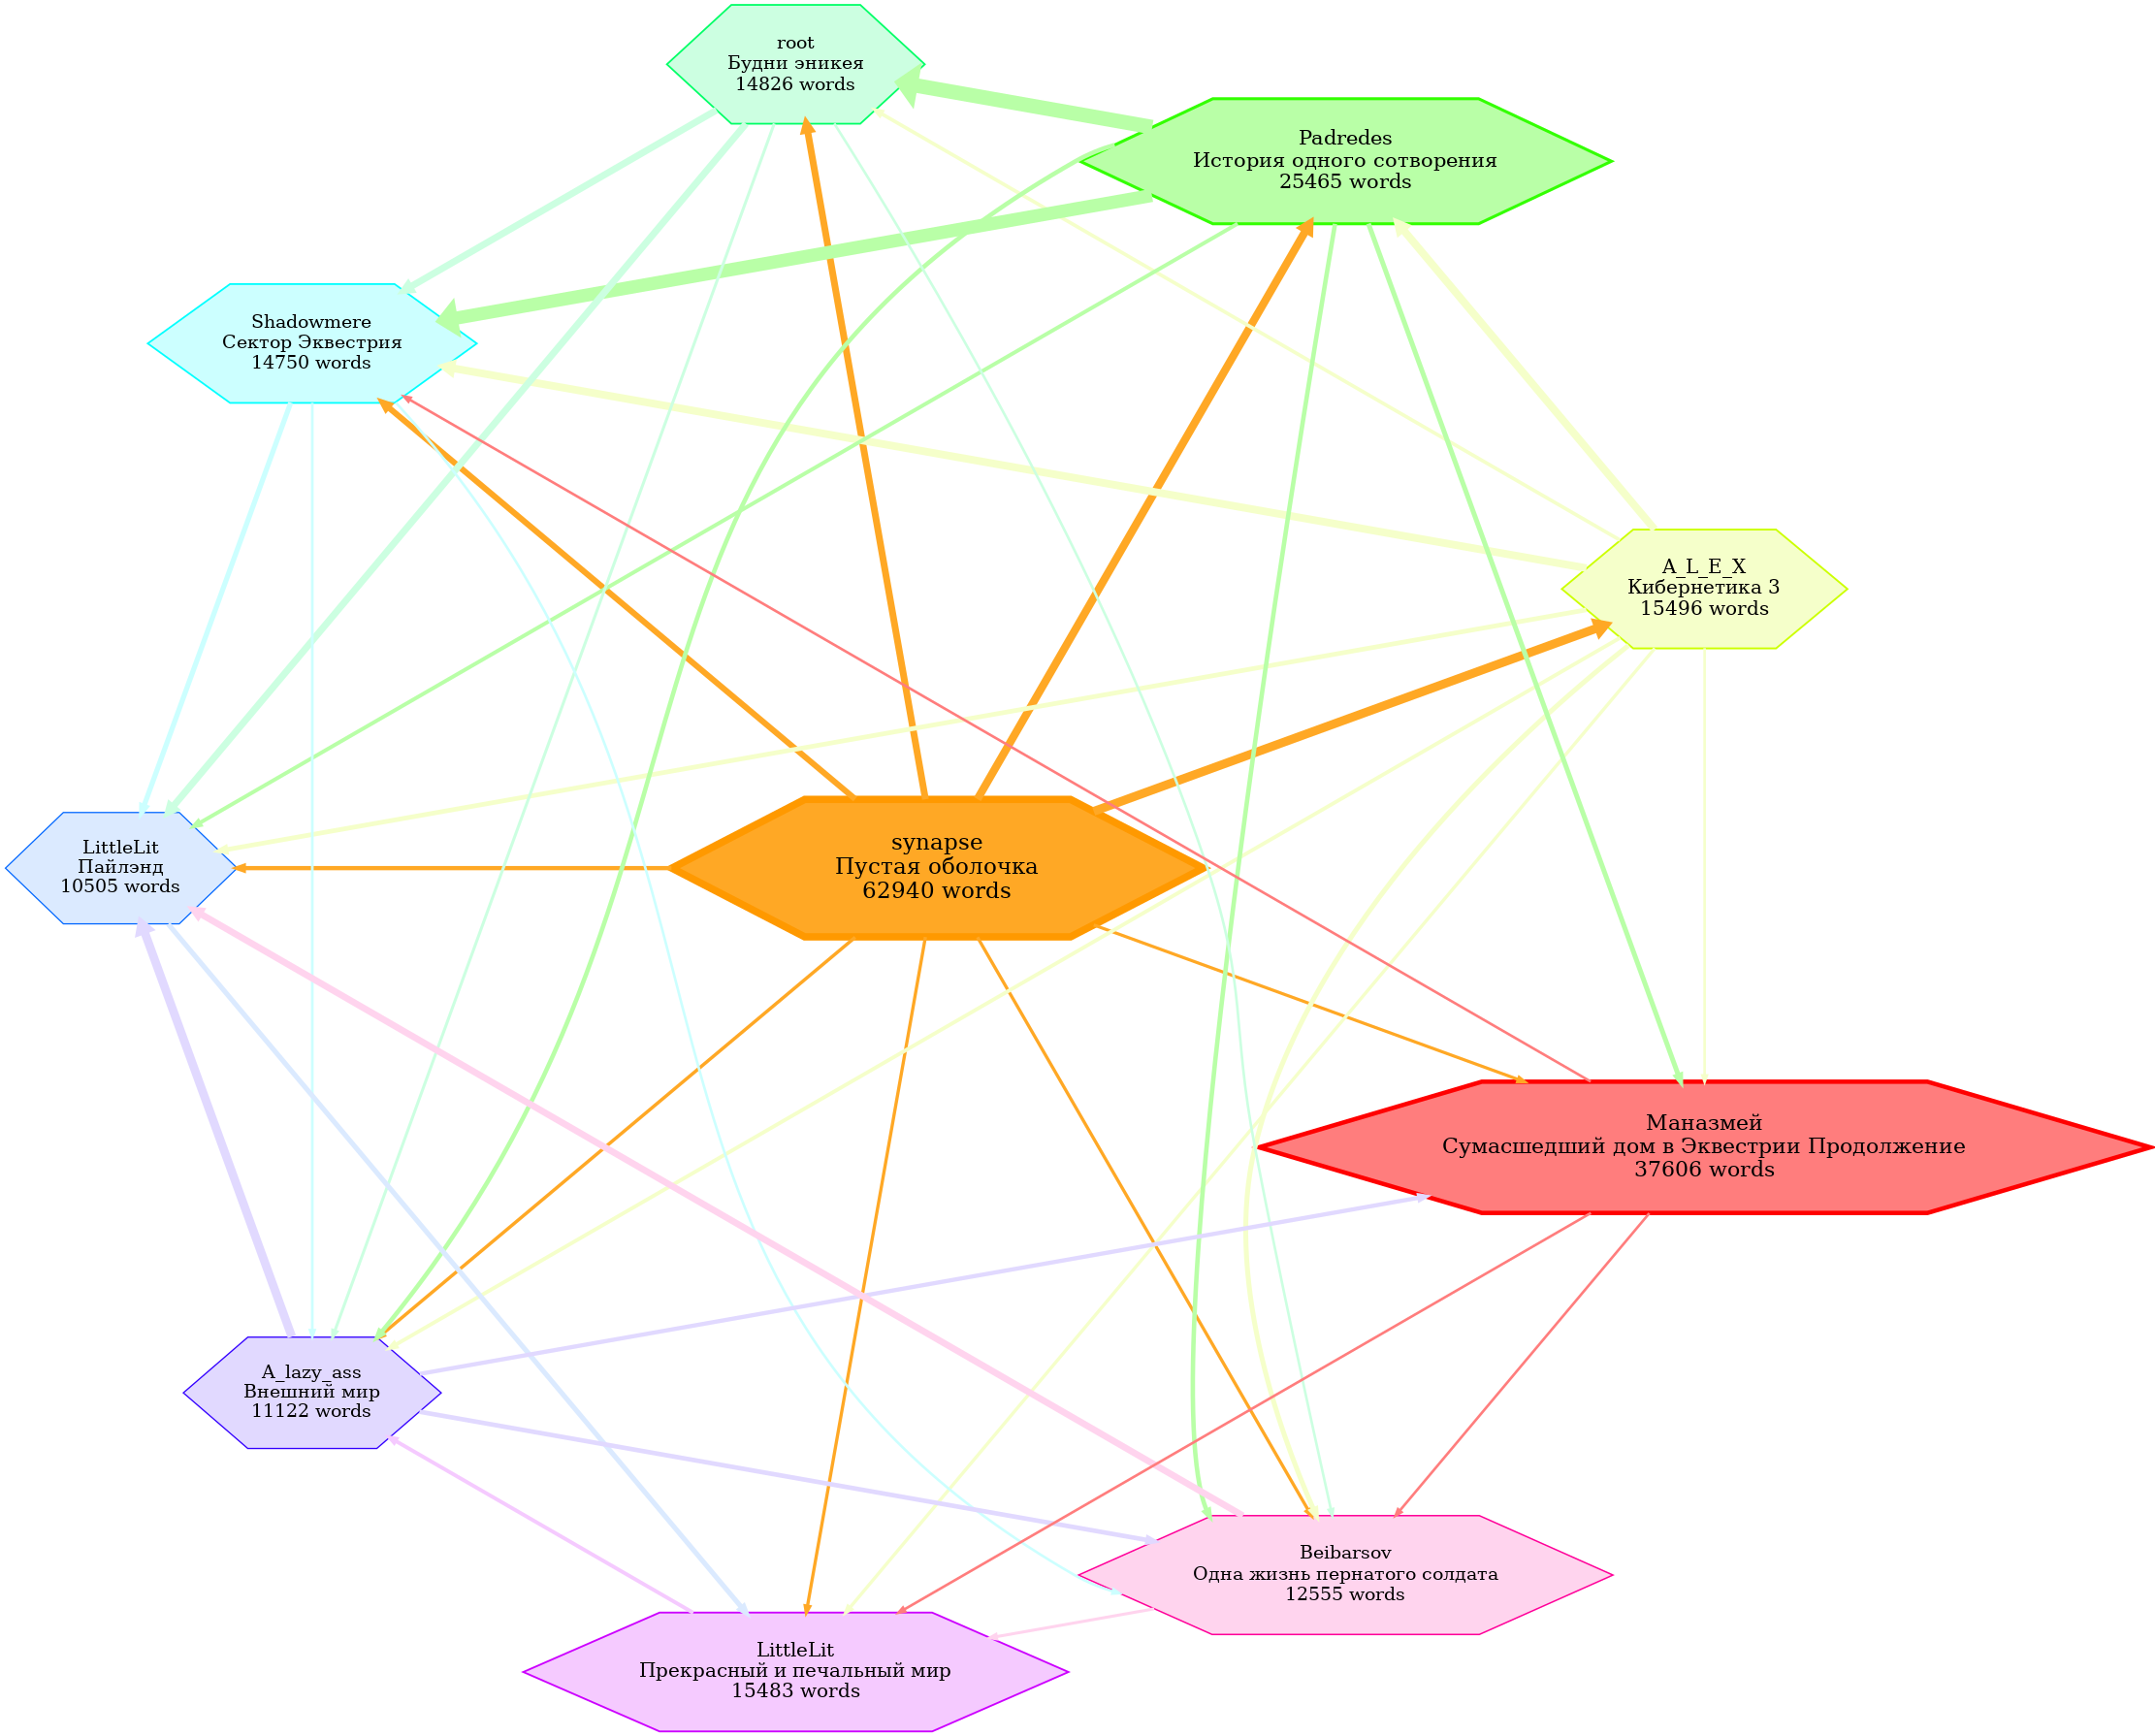 root
Будни эникея
14826 words
Padredes
История одного сотворения
25465 words
Shadowmere
Сектор Эквестрия
14750 words
A_L_E_X
Кибернетика 3
15496 words
LittleLit
Пайлэнд
10505 words
synapse
Пустая оболочка
62940 words
Маназмей
Сумасшедший дом в Эквестрии Продолжение
37606 words
A_lazy_ass
Внешний мир
11122 words
Beibarsov
Одна жизнь пернатого солдата
12555 words
LittleLit
Прекрасный и печальный мир
15483 words